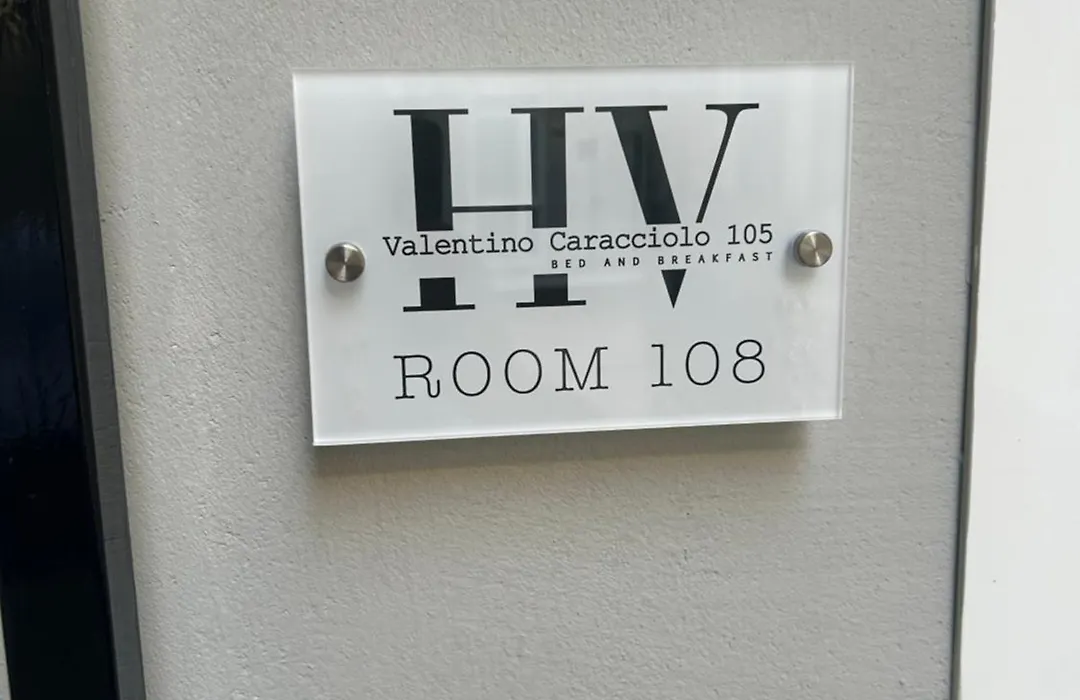 HV
Valentino Caracciolo 105
BED AND BREAKFAST
ROOM 108